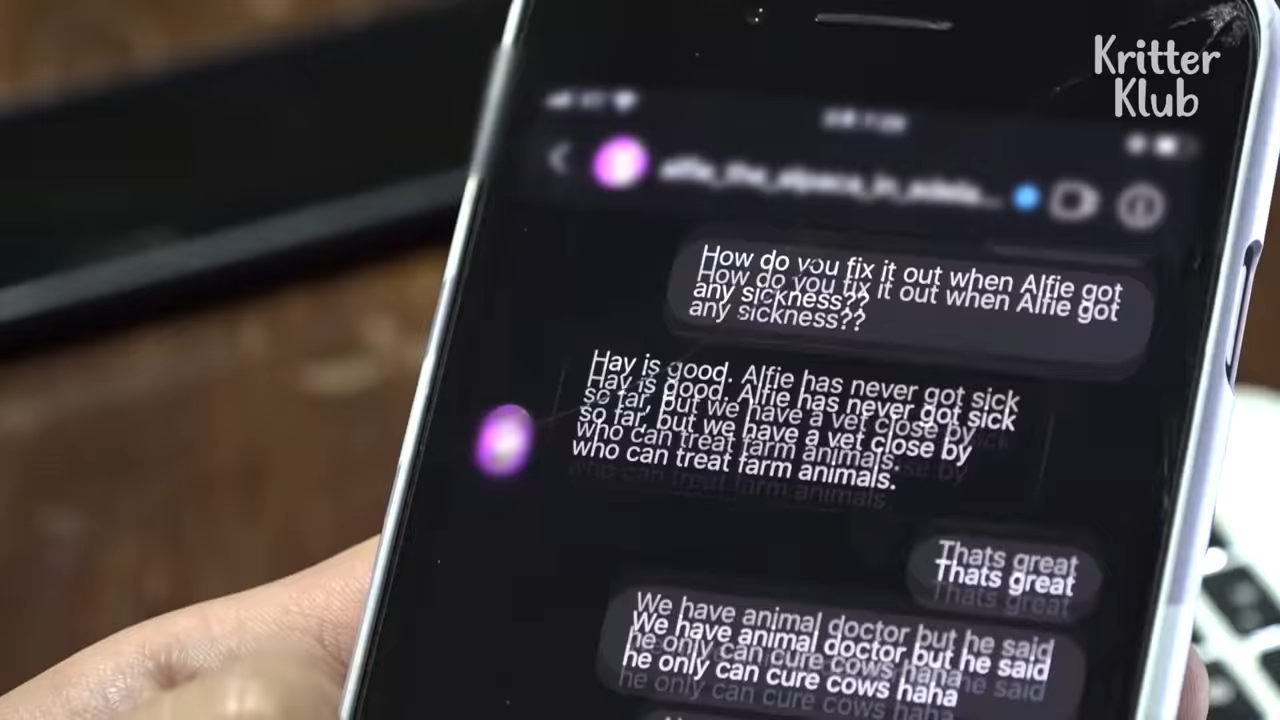 Kritter
Klub
How do you fix it out when Alfie got
any sickness??
Hay is good. Alfie has never got sick
so far, but we have a vet close by
who can treat farm animals.
Thats great
We have animal doctor but he said
he only can cure cows haha